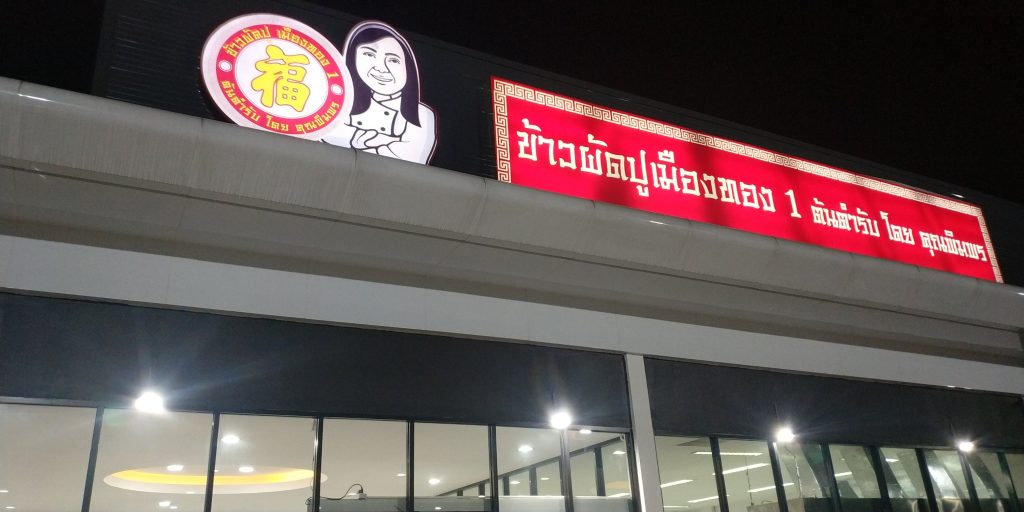 ข้าวผัดปู เมืองทอง 1
福
ต้นตำรับ โดย คุณพิมพร
ข้าวผัดปูเมืองทอง 1 ต้นตำรับ โดย คุณพิมพร